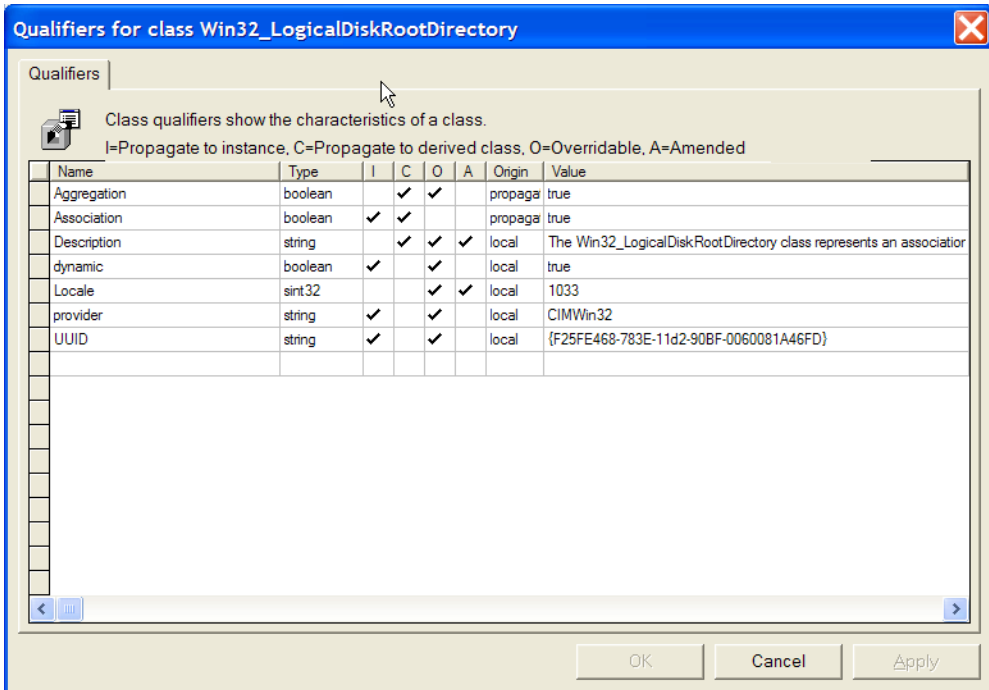 Qualifiers for class Win32_LogicalDiskRootDirectory
Qualifiers
Class qualifiers show the characteristics of a class.
I=Propagate to instance, C=Propagate to derived class, O=Overridable, A=Amended
Name Type I C O A Origin Value
Aggregation boolean ✔ ✔ propaga true
Association boolean ✔ ✔ propaga true
Description string ✔ ✔ ✔ local The Win32_LogicalDiskRootDirectory class represents an association
dynamic boolean ✔ ✔ local true
Locale sint32 ✔ ✔ local 1033
provider string ✔ ✔ local CIMWin32
UUID string ✔ ✔ local {F25FE468-783E-11d2-90BF-0060081A46FD}
OK Cancel Apply